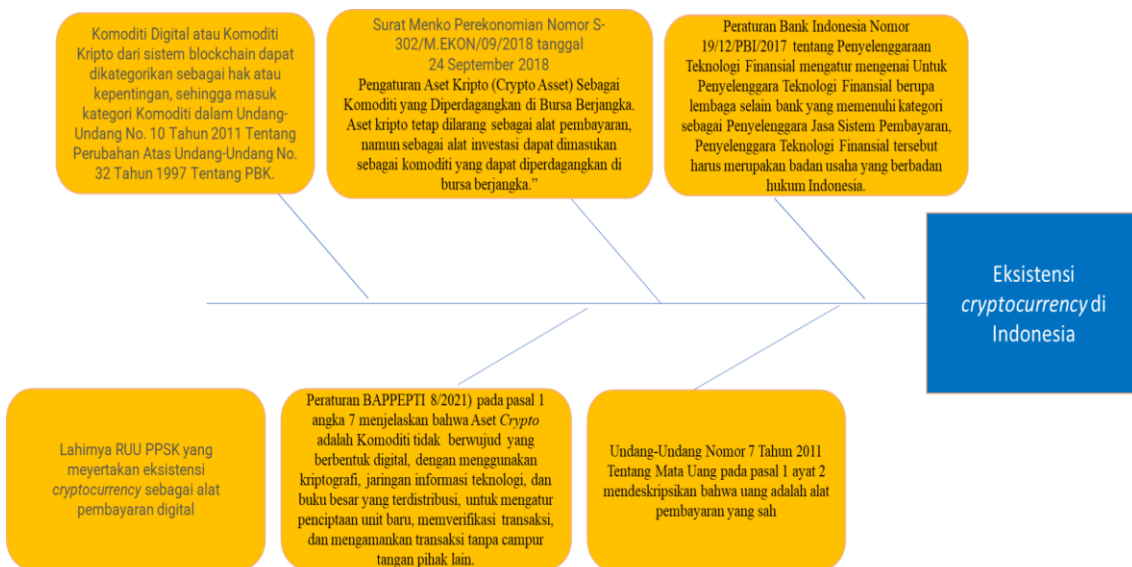 Komoditi Digital atau Komoditi
Kripto dari sistem blockchain dapat
dikategorikan sebagai hak atau
kepentingan, sehingga masuk
kategori Komoditi dalam Undang-
Undang No. 10 Tahun 2011 Tentang
Perubahan Atas Undang-Undang No.
32 Tahun 1997 Tentang PBK.
Surat Menko Perekonomian Nomor S-
302/M.EKON/09/2018 tanggal
24 September 2018
Pengaturan Aset Kripto (Crypto Asset) Sebagai
Komoditi yang Diperdagangkan di Bursa Berjangka.
Aset kripto tetap dilarang sebagai alat pembayaran,
namun sebagai alat investasi dapat dimasukan
sebagai komoditi yang dapat diperdagangkan di
bursa berjangka.”
Peraturan Bank Indonesia Nomor
19/12/PBI/2017 tentang Penyelenggaraan
Teknologi Finansial mengatur mengenai Untuk
Penyelenggara Teknologi Finansial berupa
lembaga selain bank yang memenuhi kategori
sebagai Penyelenggara Jasa Sistem Pembayaran,
Penyelenggara Teknologi Finansial tersebut
harus merupakan badan usaha yang berbadan
hukum Indonesia.
Eksistensi
cryptocurrency di
Indonesia
Lahirnya RUU PPSK yang
meyertakan eksistensi
cryptocurrency sebagai alat
pembayaran digital
Peraturan BAPPEPTI 8/2021) pada pasal 1
angka 7 menjelaskan bahwa Aset Crypto
adalah Komoditi tidak berwujud yang
berbentuk digital, dengan menggunakan
kriptografi, jaringan informasi teknologi, dan
buku besar yang terdistribusi, untuk mengatur
penciptaan unit baru, memverifikasi transaksi,
dan mengamankan transaksi tanpa campur
tangan pihak lain.
Undang-Undang Nomor 7 Tahun 2011
Tentang Mata Uang pada pasal 1 ayat 2
mendeskripsikan bahwa uang adalah alat
pembayaran yang sah